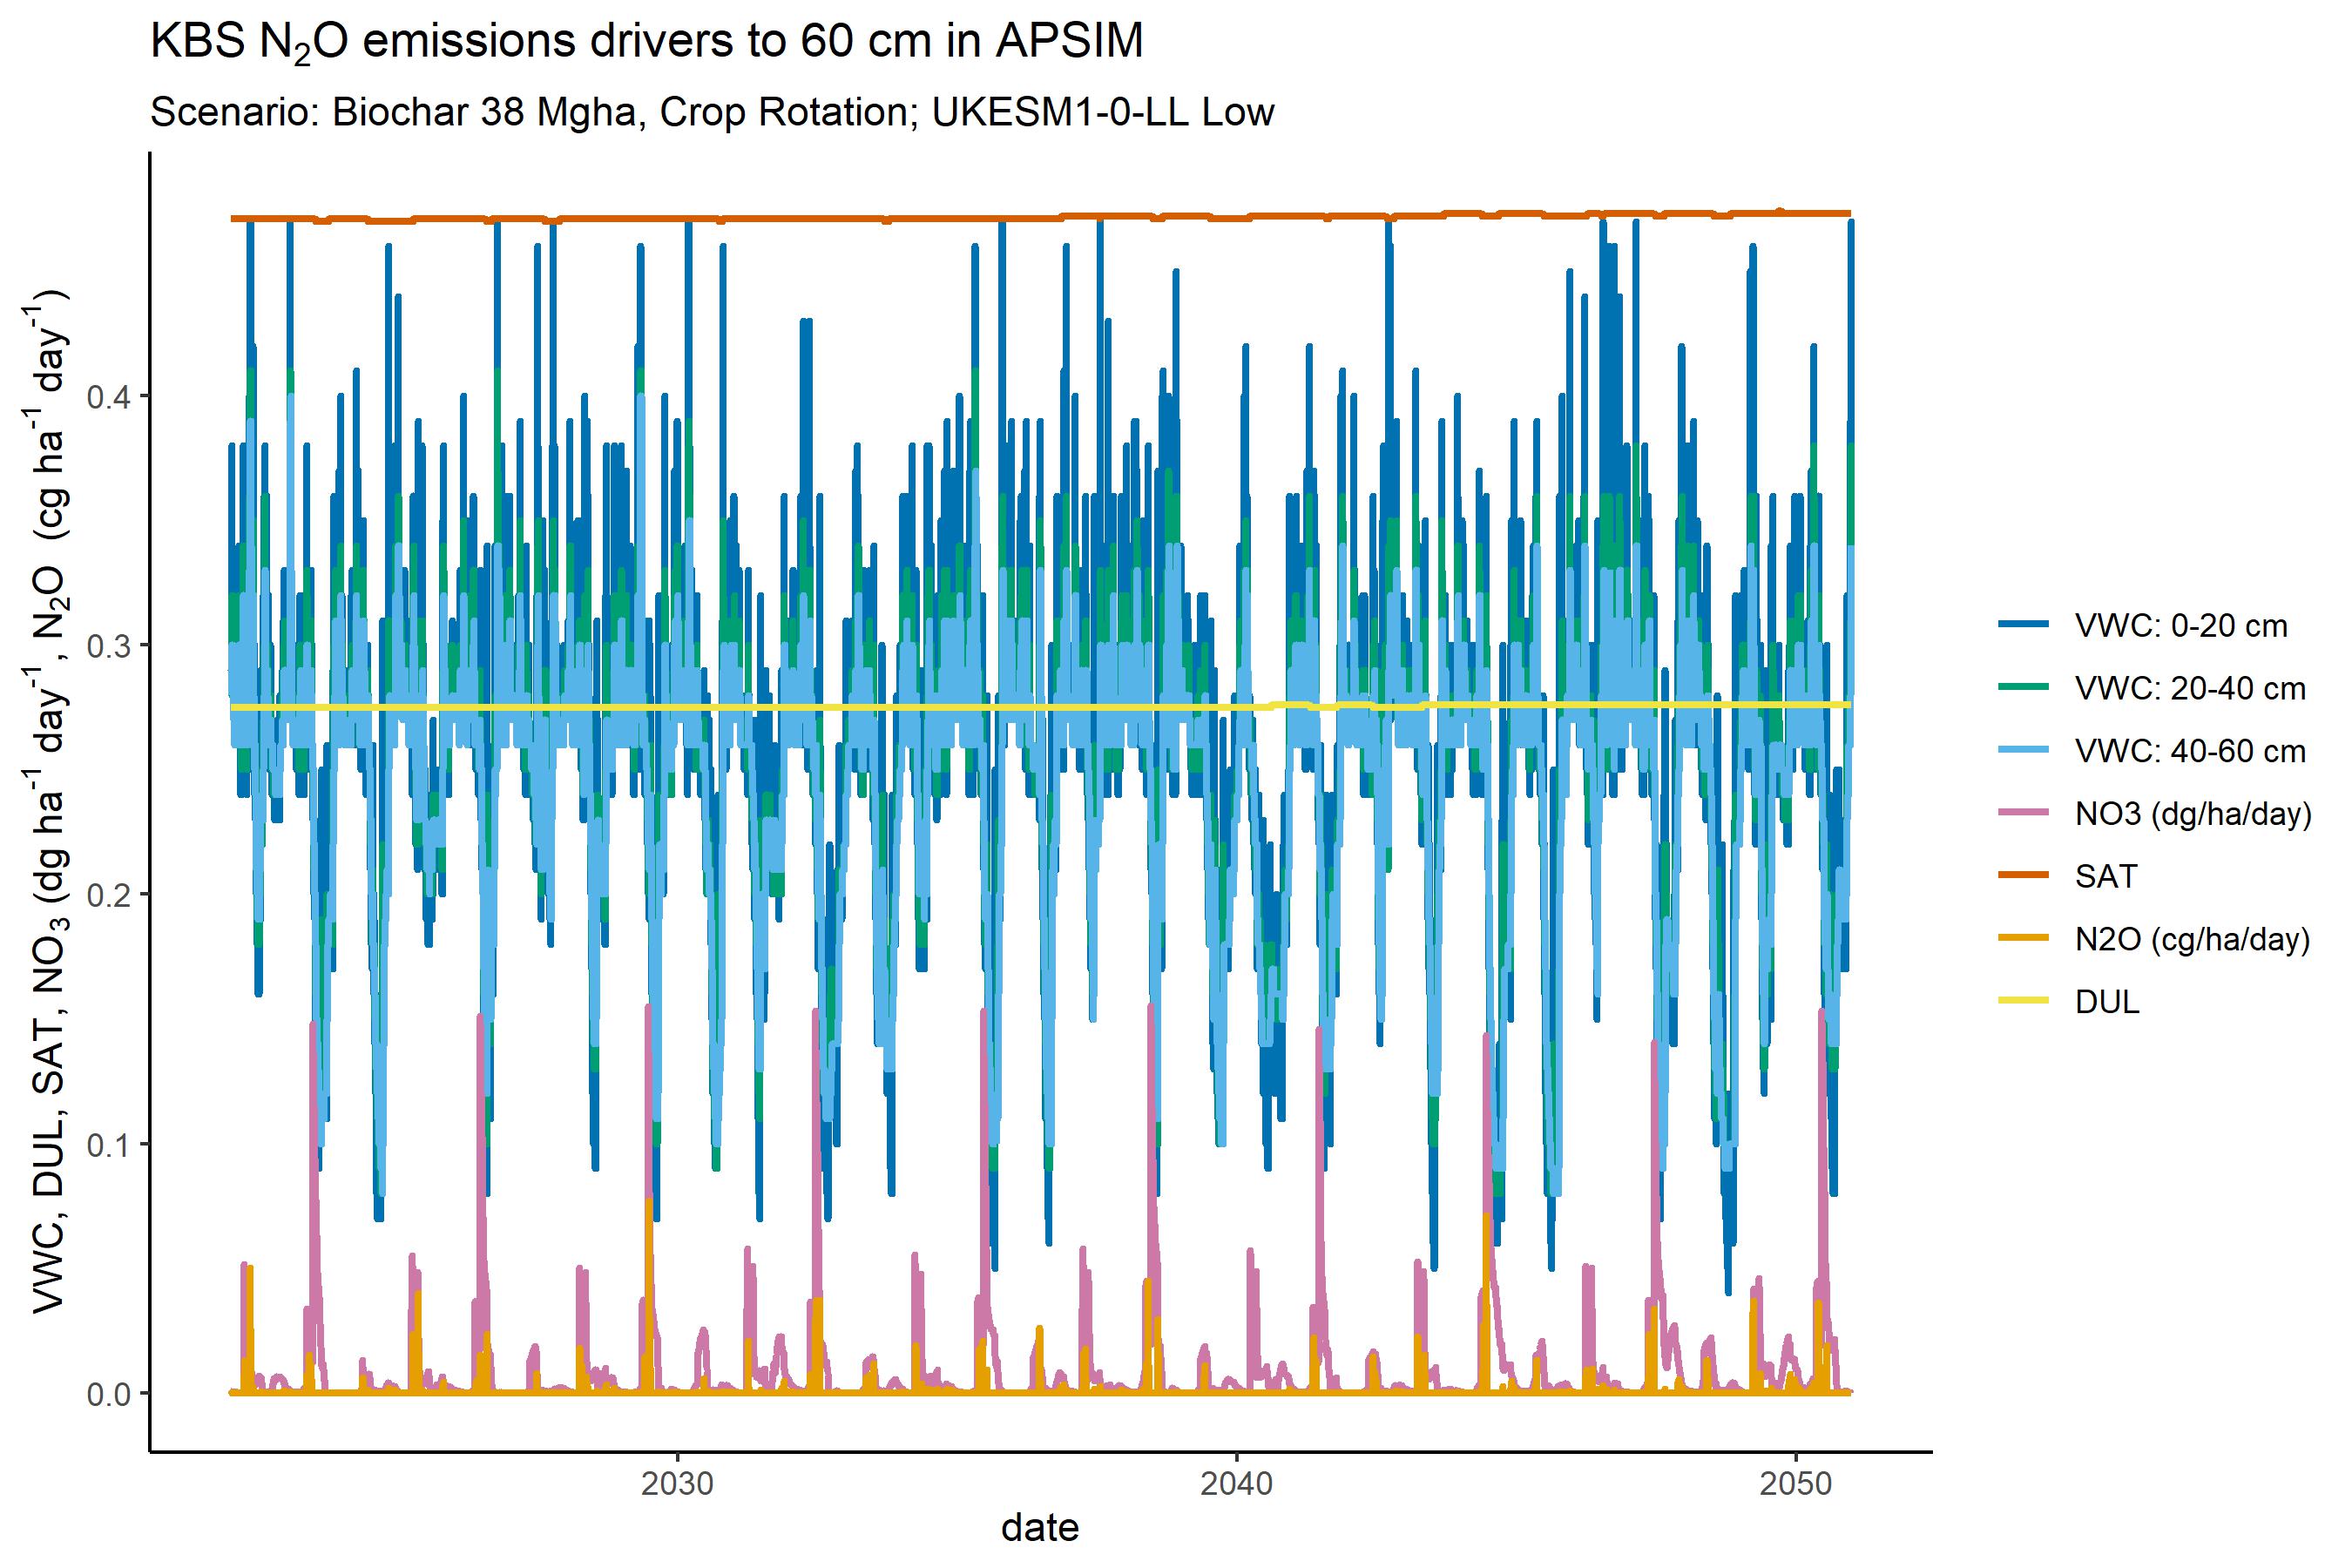 KBS N₂O emissions drivers to 60 cm in APSIM
Scenario: Biochar 38 Mgha, Crop Rotation; UKESM1-0-LL Low
VWC, DUL, SAT, NO₃ (dg ha⁻¹ day⁻¹, N₂O (cg ha⁻¹ day⁻¹)
0.4
0.3
0.2
0.1
0.0
2030
2040
2050
date
VWC: 0-20 cm
VWC: 20-40 cm
VWC: 40-60 cm
NO3 (dg/ha/day)
SAT
N2O (cg/ha/day)
DUL